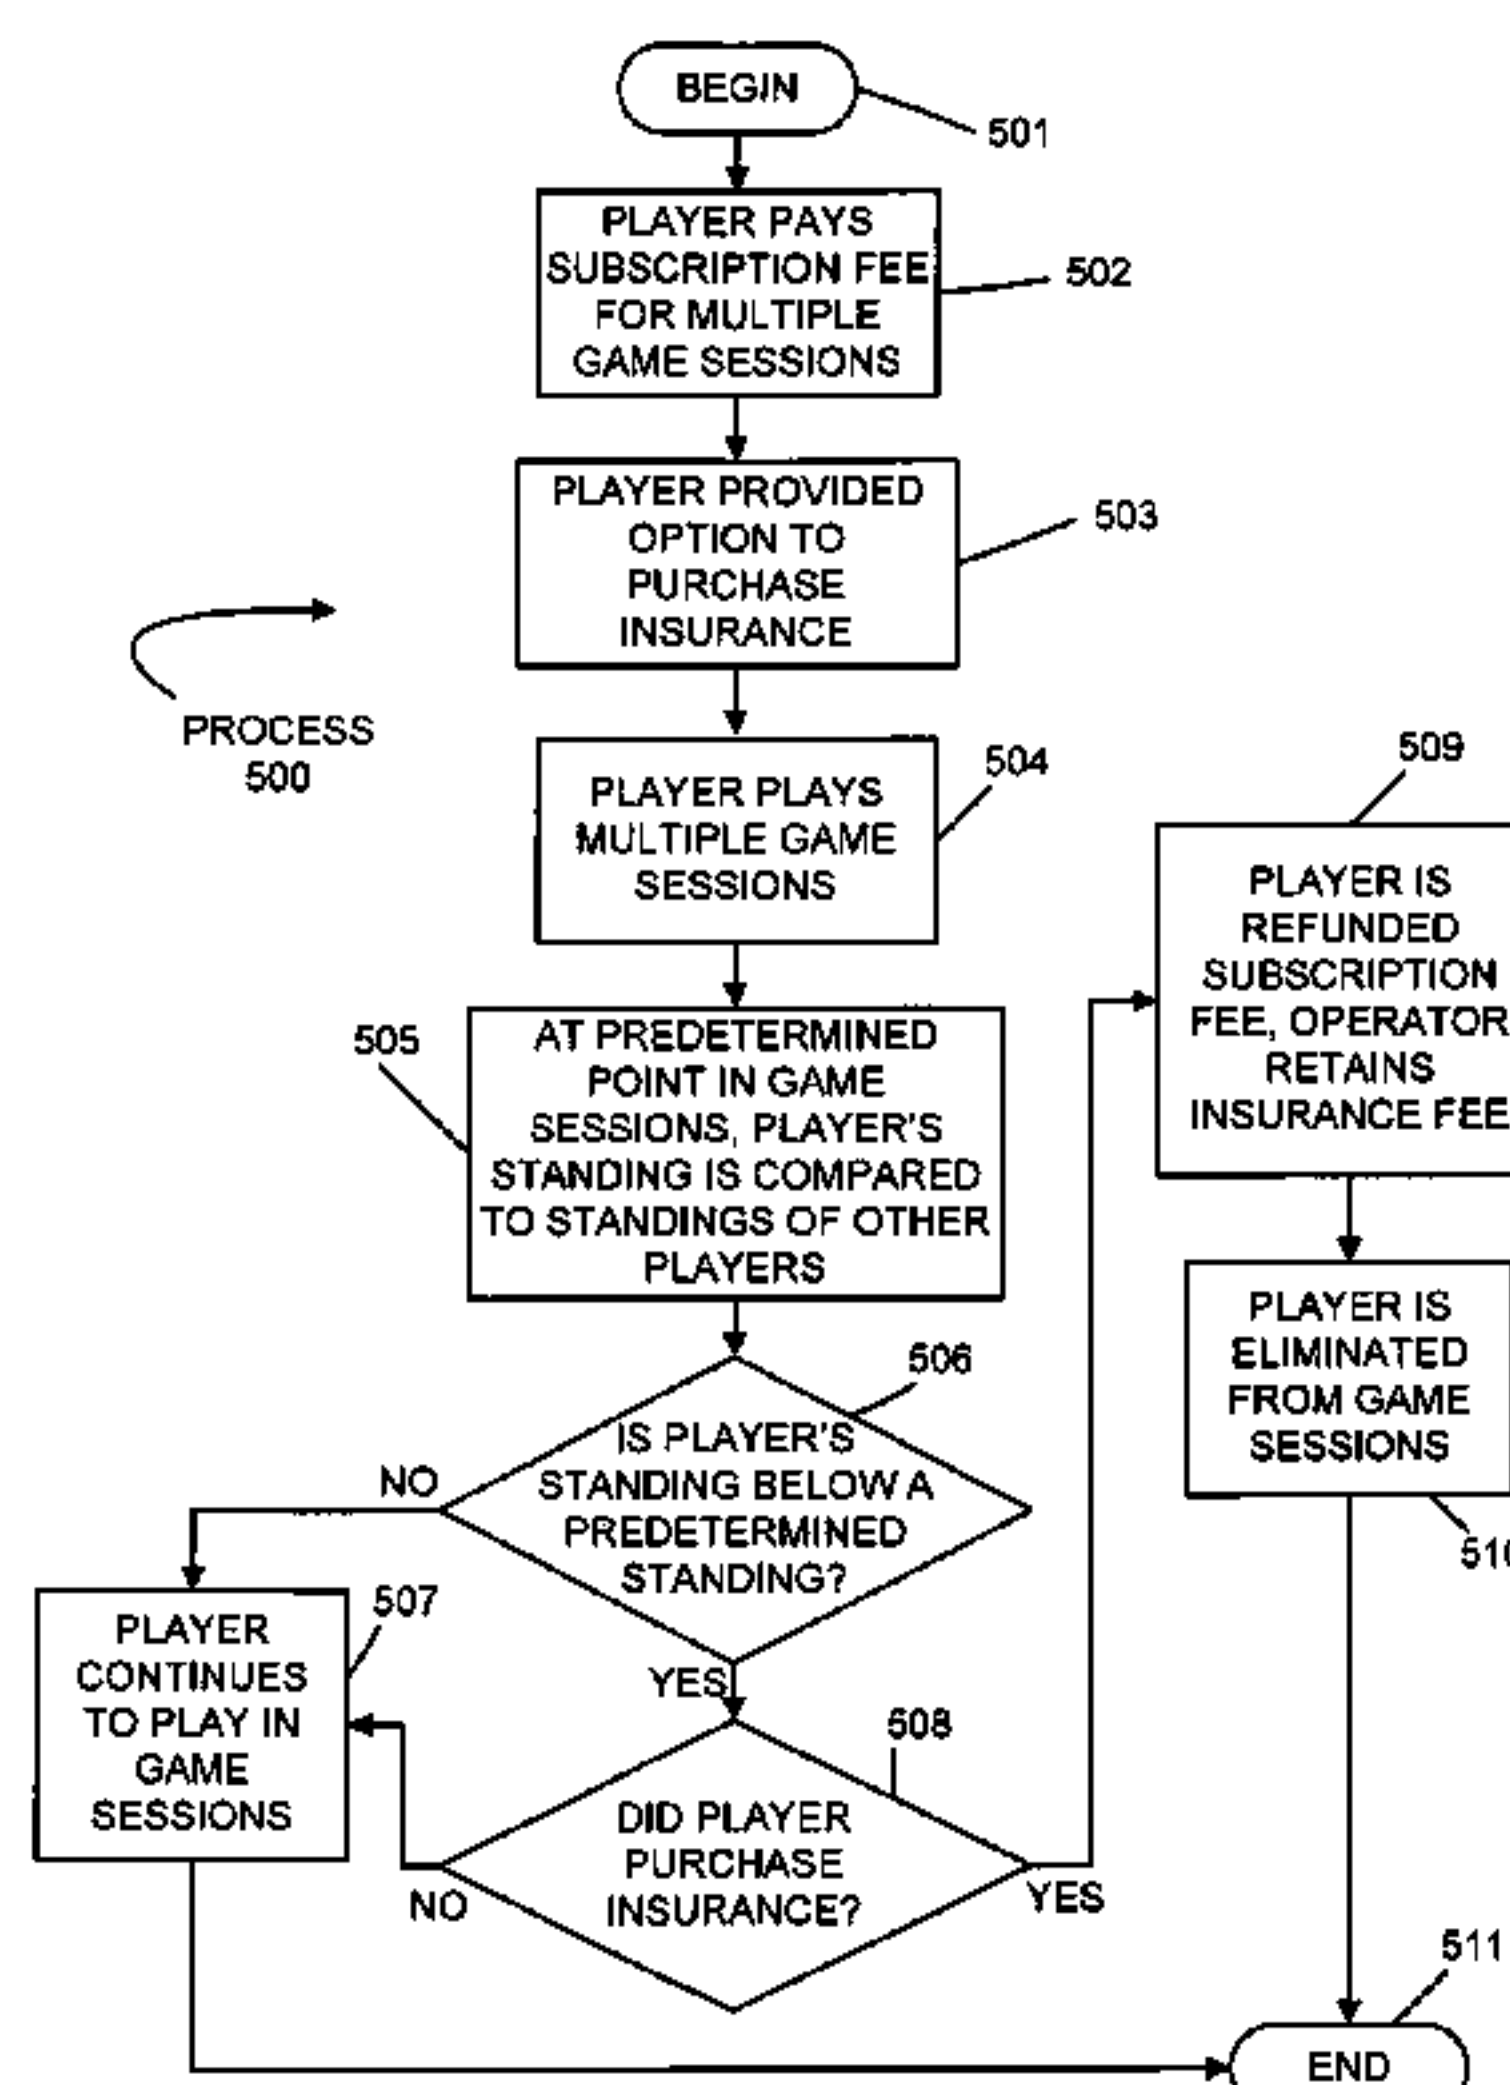 BEGIN
501
PLAYER PAYS
SUBSCRIPTION FEE
FOR MULTIPLE
GAME SESSIONS
502
PLAYER PROVIDED
OPTION TO
PURCHASE
INSURANCE
503
PROCESS
500
PLAYER PLAYS
MULTIPLE GAME
SESSIONS
504
505
AT PREDETERMINED
POINT IN GAME
SESSIONS, PLAYER'S
STANDING IS COMPARED
TO STANDINGS OF OTHER
PLAYERS
506
IS PLAYER'S
STANDING BELOW A
PREDETERMINED
STANDING?
NO
YES
507
PLAYER
CONTINUES
TO PLAY IN
GAME
SESSIONS
508
DID PLAYER
PURCHASE
INSURANCE?
NO
YES
509
PLAYER IS
REFUNDED
SUBSCRIPTION
FEE, OPERATOR
RETAINS
INSURANCE FEE
PLAYER IS
ELIMINATED
FROM GAME
SESSIONS
510
511
END